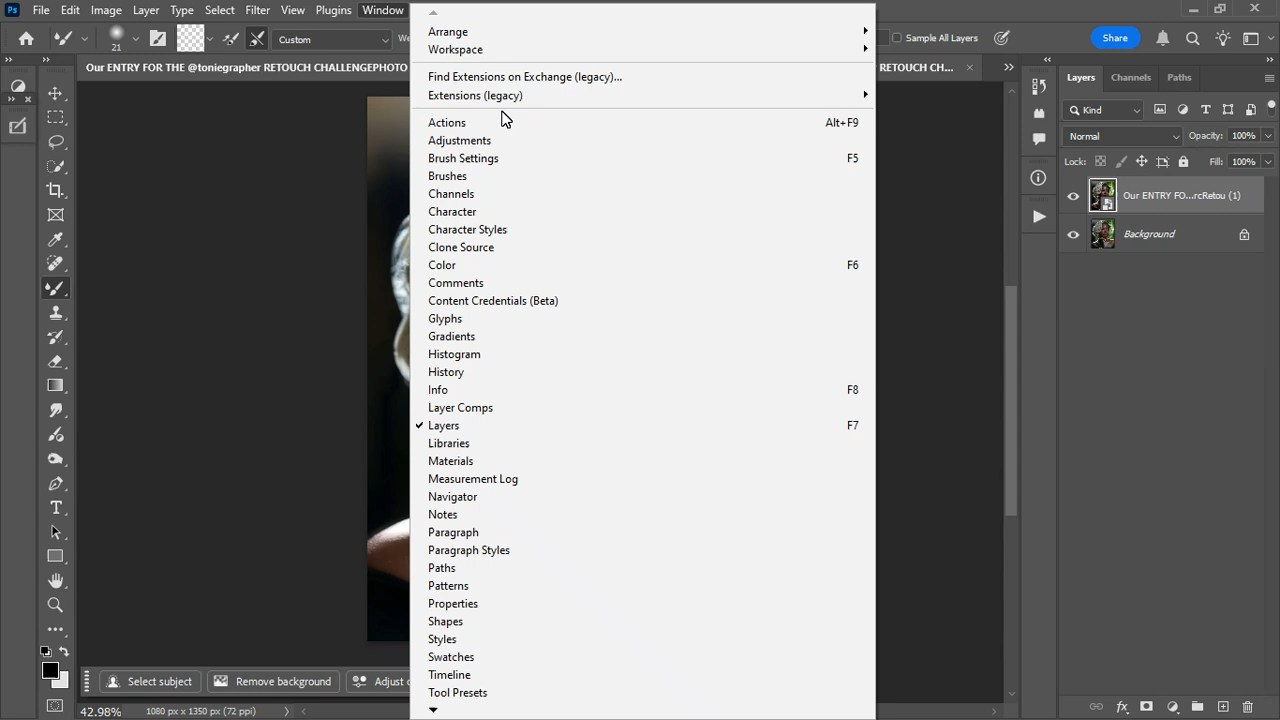 Ps File Edit Image Layer Type Select Filter View Plugins Window
21 Custom We Sample All Layers Share
Our ENTRY FOR THE @toniegrapher RETOUCH CHALLENGEPHOTO RETOUCH CH...
Arrange
Workspace
Find Extensions on Exchange (legacy)...
Extensions (legacy)
Actions Alt+F9
Adjustments
Brush Settings F5
Brushes
Channels
Character
Character Styles
Clone Source
Color F6
Comments
Content Credentials (Beta)
Glyphs
Gradients
Histogram
History
Info F8
Layer Comps
Layers F7
Libraries
Materials
Measurement Log
Navigator
Notes
Paragraph
Paragraph Styles
Paths
Patterns
Properties
Shapes
Styles
Swatches
Timeline
Tool Presets
Layers Channels Paths
Kind
Normal Opacity: 100%
Lock: Fill: 100%
Our ENTRY FO...rcRetou (1)
Background
Select subject Remove background Adjust c
42.98% 1080 px x 1350 px (72 ppi)